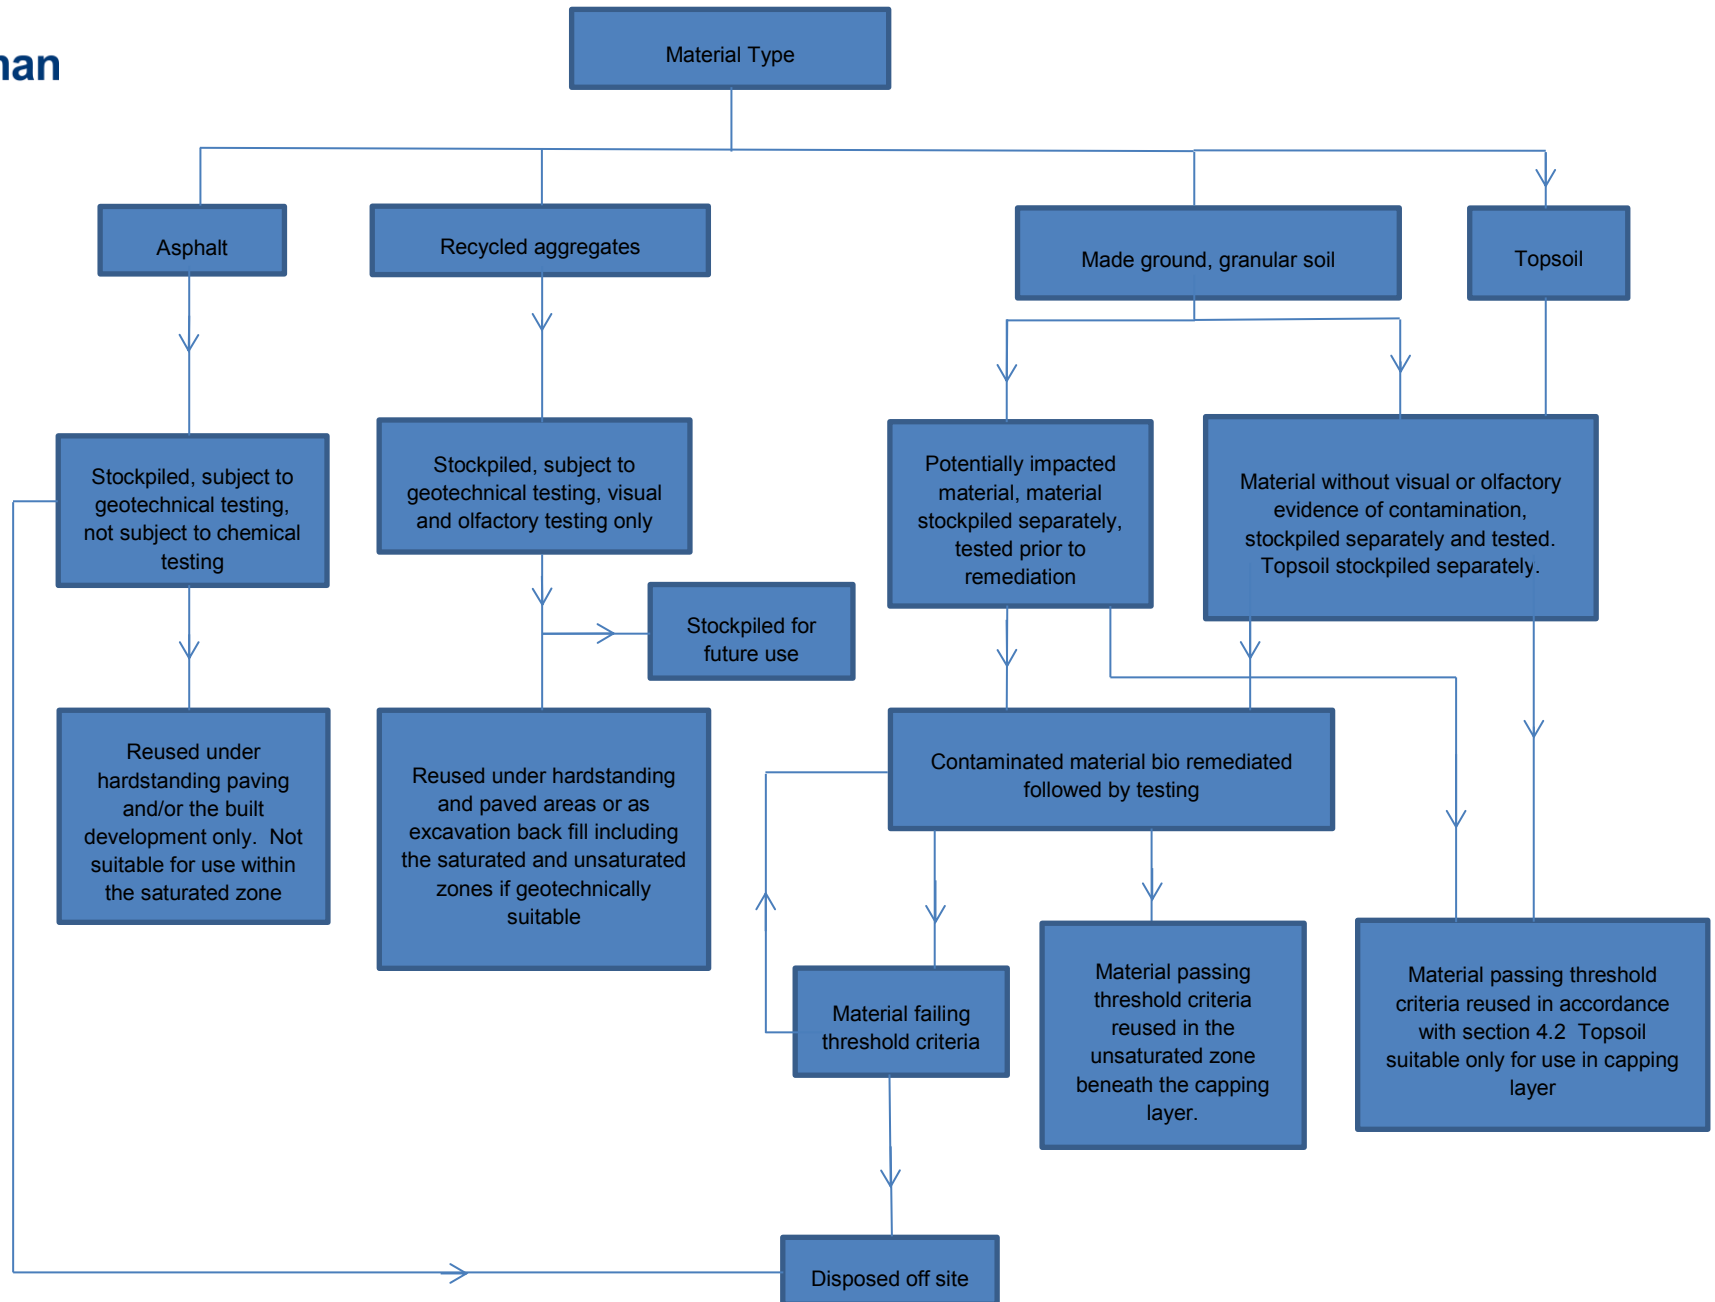 man
Material Type
Asphalt
Recycled aggregates
Made ground, granular soil
Topsoil
Stockpiled, subject to
geotechnical testing,
not subject to chemical
testing
Stockpiled, subject to
geotechnical testing, visual
and olfactory testing only
Potentially impacted
material, material
stockpiled separately,
tested prior to
remediation
Material without visual or olfactory
evidence of contamination,
stockpiled separately and tested.
Topsoil stockpiled separately.
Stockpiled for
future use
Reused under
hardstanding paving
and/or the built
development only.  Not
suitable for use within
the saturated zone
Reused under hardstanding
and paved areas or as
excavation back fill including
the saturated and unsaturated
zones if geotechnically
suitable
Contaminated material bio remediated
followed by testing
Material failing
threshold criteria
Material passing
threshold criteria
reused in the
unsaturated zone
beneath the capping
layer.
Material passing threshold
criteria reused in accordance
with section 4.2  Topsoil
suitable only for use in capping
layer
Disposed off site